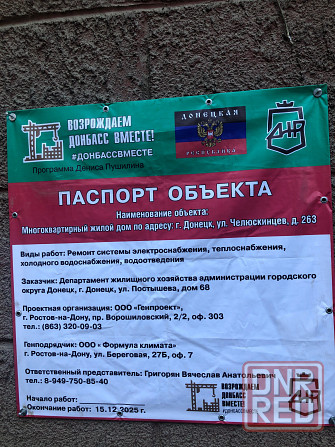 ВОЗРОЖДАЕМ
ДОНБАСС ВМЕСТЕ!
#ДОНБАССВМЕСТЕ
Программа Дениса Пушилина
ДОНЕЦКАЯ
РЕСПУБЛИКА
ДНР
ПАСПОРТ ОБЪЕКТА
Наименование объекта:
Многоквартирный жилой дом по адресу: г. Донецк, ул. Челюскинцев, д. 263
Виды работ: Ремонт системы электроснабжения, теплоснабжения,
холодного водоснабжения, водоотведения
Заказчик: Департамент жилищного хозяйства администрации городского
округа Донецк, г. Донецк, ул. Постышева, дом 68
Проектная организация: ООО «Генпроект»,
г. Ростов-на-Дону, пр. Ворошиловский, 2/2, оф. 303
тел.: (863) 320-09-03
Генподрядчик: ООО «Формула климата»
г. Ростов-на-Дону, ул. Береговая, 27Б, оф. 7
Ответственный представитель: Григорян Вячеслав Анатольевич
тел.: 8-949-750-85-40
Начало работ:
Окончание работ: 15.12.2025 г.
ВОЗРОЖДАЕМ
ДОНБАСС
ВМЕСТЕ!
#ДОНБАССВМЕСТЕ
UNR
RED